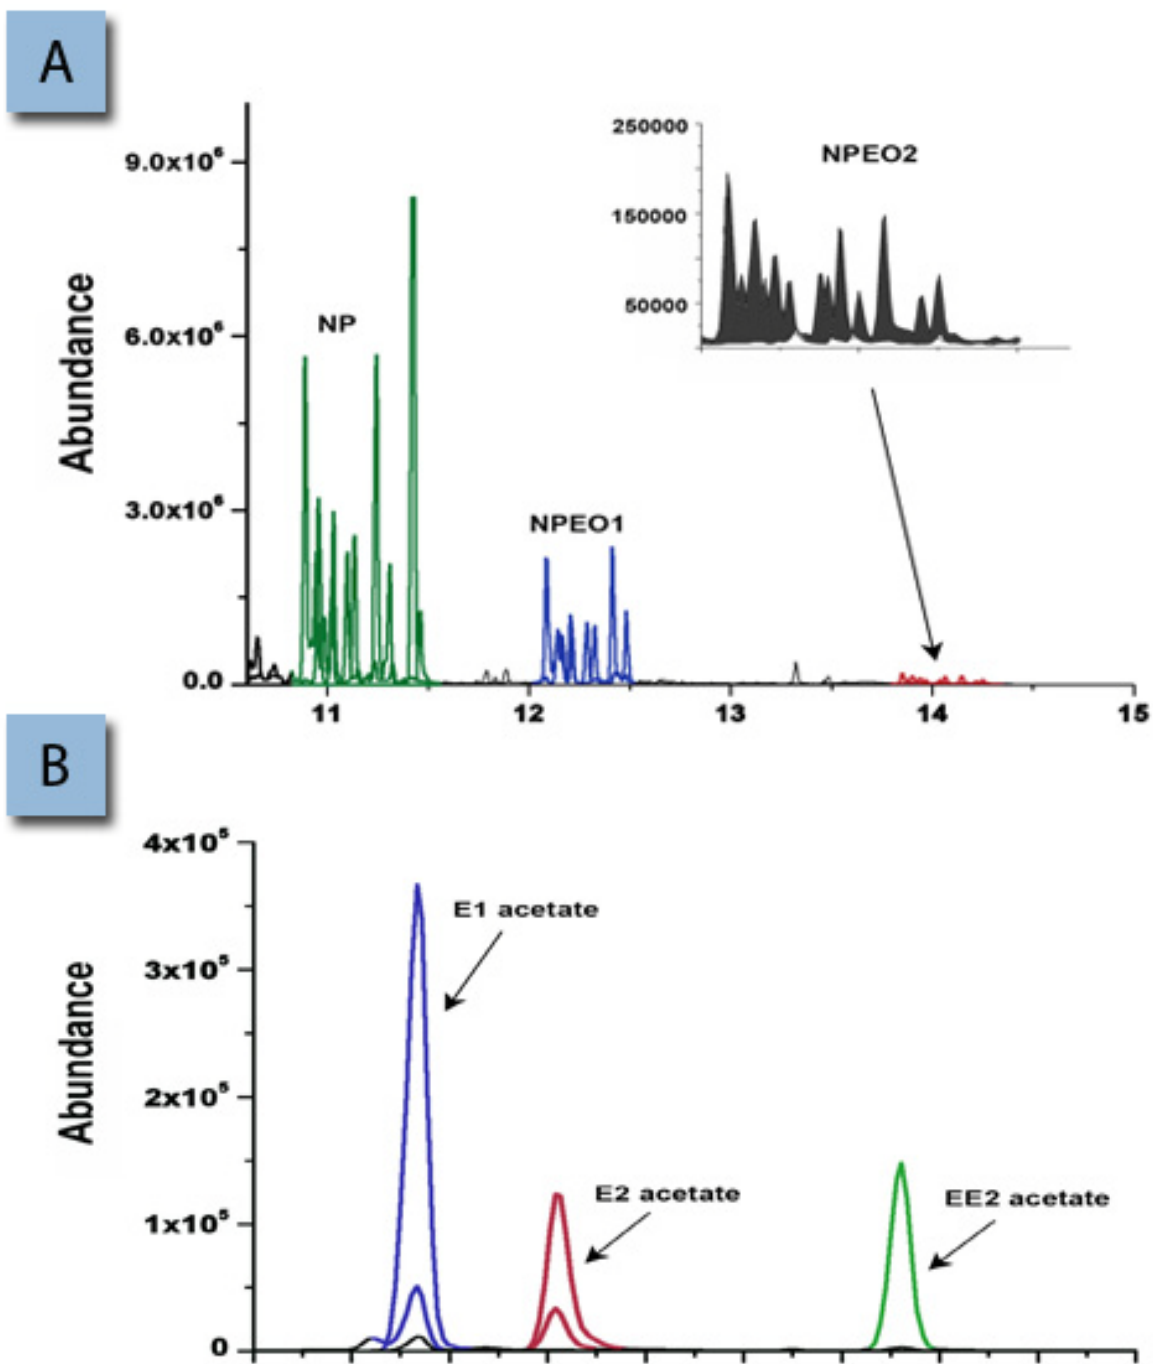 A
250000
NPEO2
9.0x10⁶
150000
50000
NP
6.0x10⁶
Abundance
3.0x10⁶
NPEO1
0.0
11 12 13 14 15
B
4x10⁵
E1 acetate
3x10⁵
Abundance
2x10⁵
E2 acetate
EE2 acetate
1x10⁵
0